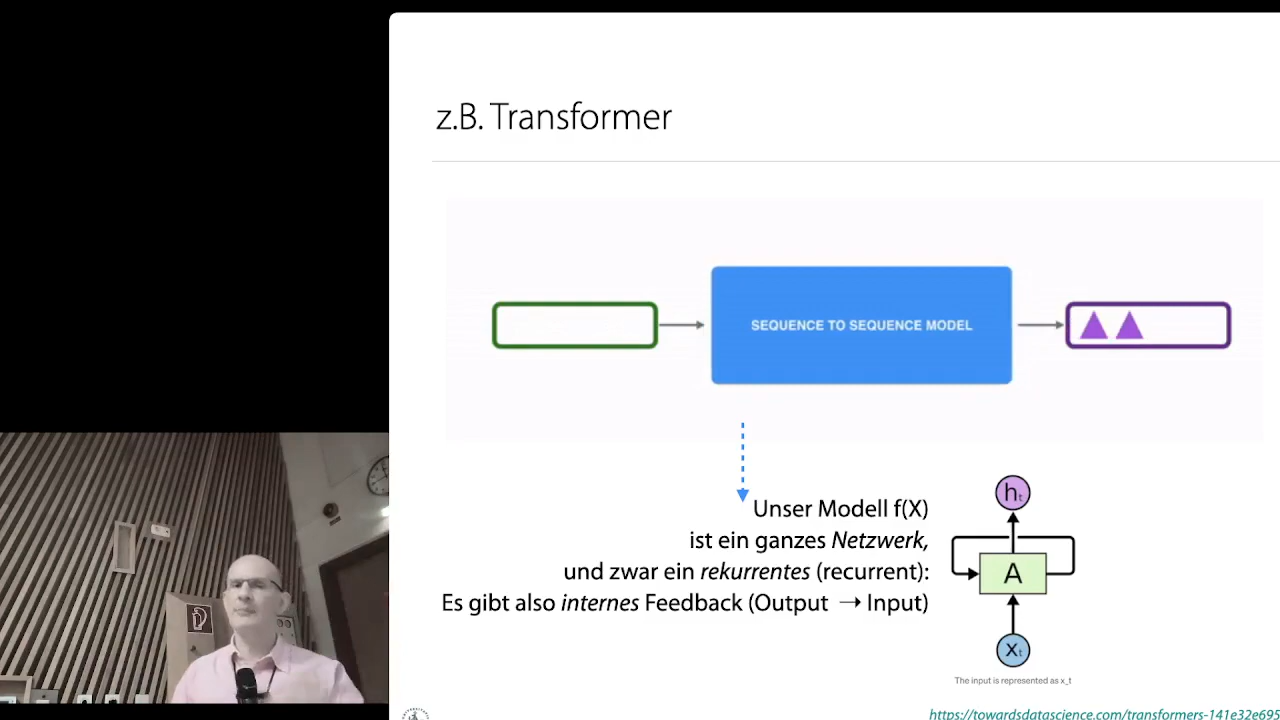 z.B. Transformer
SEQUENCE TO SEQUENCE MODEL
Unser Modell f(X)
ist ein ganzes Netzwerk,
und zwar ein rekurrentes (recurrent):
Es gibt also internes Feedback (Output → Input)
ht
A
Xt
The input is represented as x_t
https://towardsdatascience.com/transformers-141e32e695